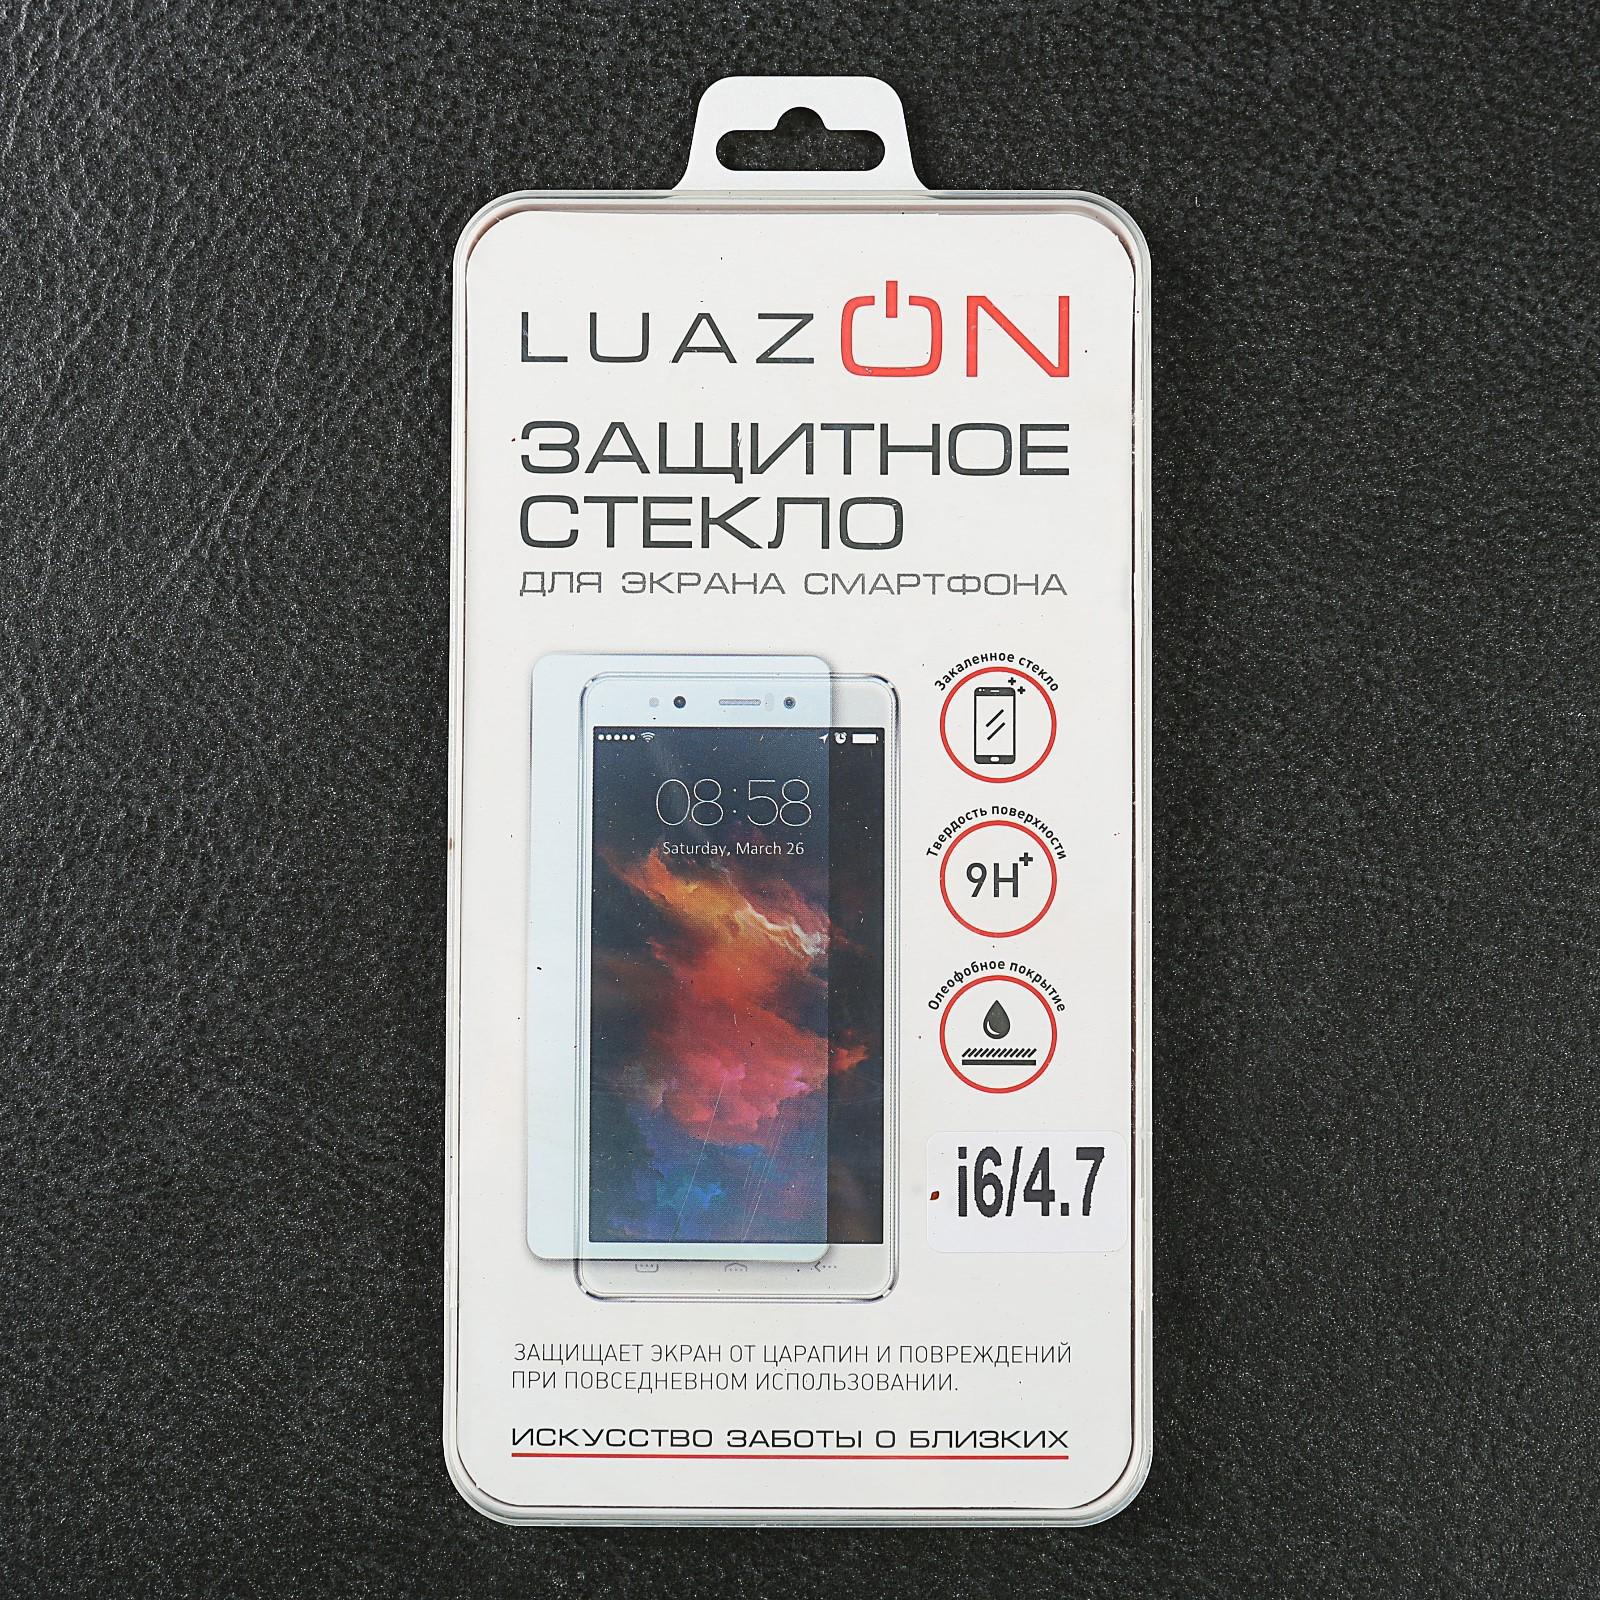 LUAZON
ЗАЩИТНОЕ
СТЕКЛО
ДЛЯ ЭКРАНА СМАРТФОНА
Закаленное стекло
08:58
Saturday, March 26
Твердость поверхности
9H+
Олеофобное покрытие
i6/4.7
ЗАЩИЩАЕТ ЭКРАН ОТ ЦАРАПИН И ПОВРЕЖДЕНИЙ
ПРИ ПОВСЕДНЕВНОМ ИСПОЛЬЗОВАНИИ.
ИСКУССТВО ЗАБОТЫ О БЛИЗКИХ